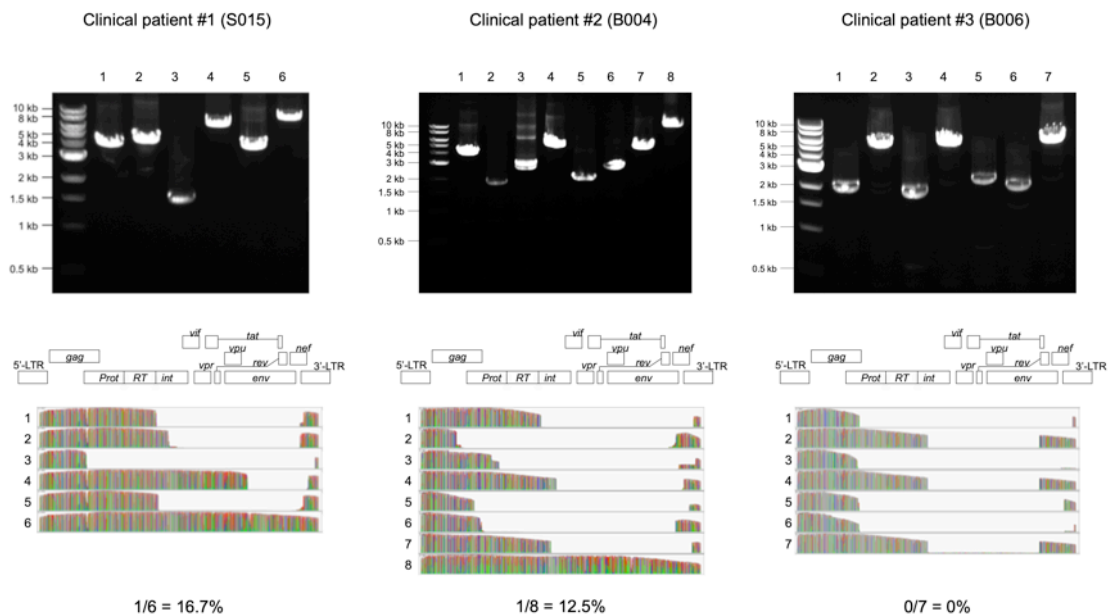 Clinical patient #1 (S015)
1 2 3 4 5 6
10 kb
8 kb
5 kb
4 kb
3 kb
2 kb
1.5 kb
1 kb
0.5 kb
vif
tat
vpu
nef
gag
rev
5'-LTR
vpr
3'-LTR
Prot RT int
env
1
2
3
4
5
6
1/6 = 16.7%
Clinical patient #2 (B004)
1 2 3 4 5 6 7 8
10 kb
8 kb
5 kb
4 kb
3 kb
2 kb
1.5 kb
1 kb
0.5 kb
vif
tat
vpu
nef
gag
rev
5'-LTR
vpr
3'-LTR
Prot RT int
env
1
2
3
4
5
6
7
8
1/8 = 12.5%
Clinical patient #3 (B006)
1 2 3 4 5 6 7
10 kb
8 kb
5 kb
4 kb
3 kb
2 kb
1.5 kb
1 kb
0.5 kb
vif
tat
vpu
nef
gag
rev
5'-LTR
vpr
3'-LTR
Prot RT int
env
1
2
3
4
5
6
7
0/7 = 0%